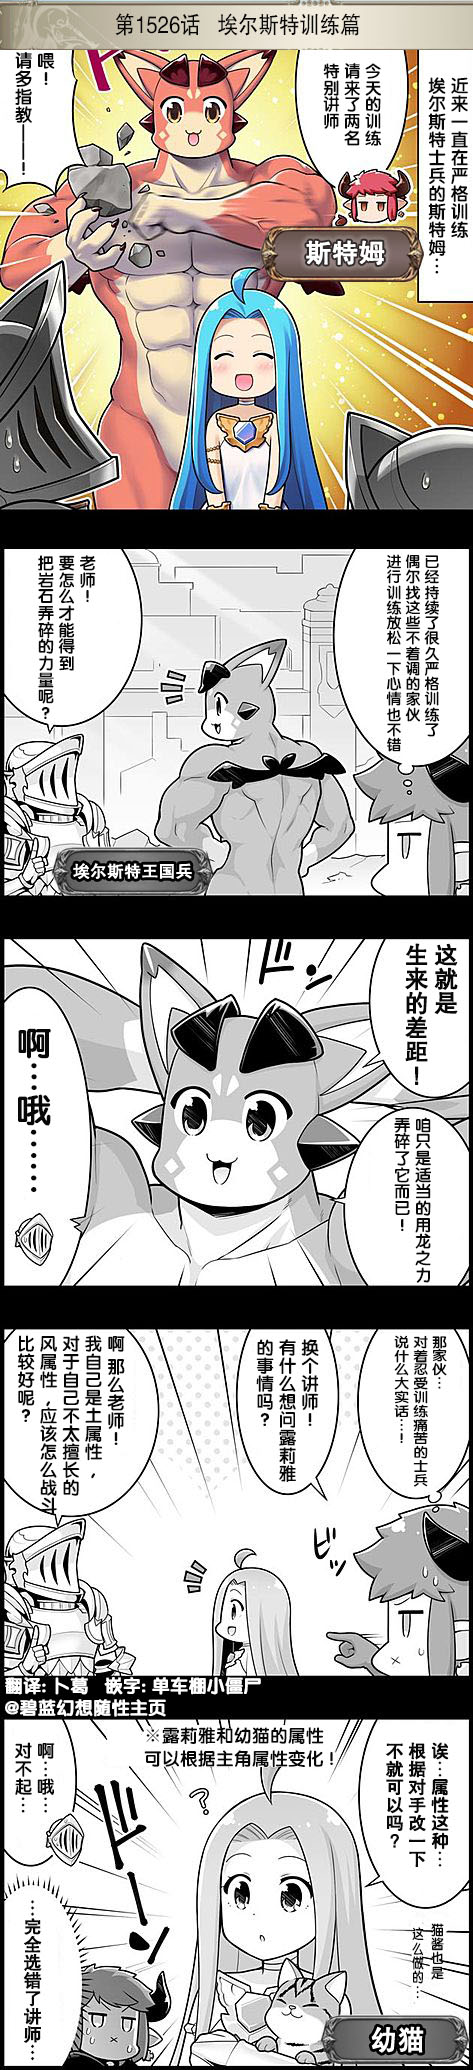 第1526话 埃尔斯特训练篇
近来一直在严格训练
埃尔斯特士兵的斯特姆…
今天的训练
请来了两名
特别讲师
喂！
请多指教——！
斯特姆
已经持续了很久严格训练了
偶尔找这些不着调的家伙
进行训练放松一下心情也不错
老师！
要怎么才能得到
把岩石弄碎的力量呢？
埃尔斯特王国兵
这就是
生来的差距！
咱只是适当的用龙之力
弄碎了它而已！
ドン
啊…哦……
那家伙…
对着忍受训练痛苦的士兵
说什么大实话…！
换个讲师！
有什么想问露莉雅
的事情吗？
ビッ
啊 那么老师！
我自己是土属性，
对于自己不太擅长的
风属性，应该怎么战斗
比较好呢？
翻译: 卜葛 嵌字: 单车棚小僵尸
@碧蓝幻想随性主页
诶…属性这种…
根据对手改一下
不就可以吗？
※露莉雅和幼猫的属性
可以根据主角属性变化！
猫酱也是
这么做的…
啊…哦…
对不起…
…完全选错了讲师…
幼猫